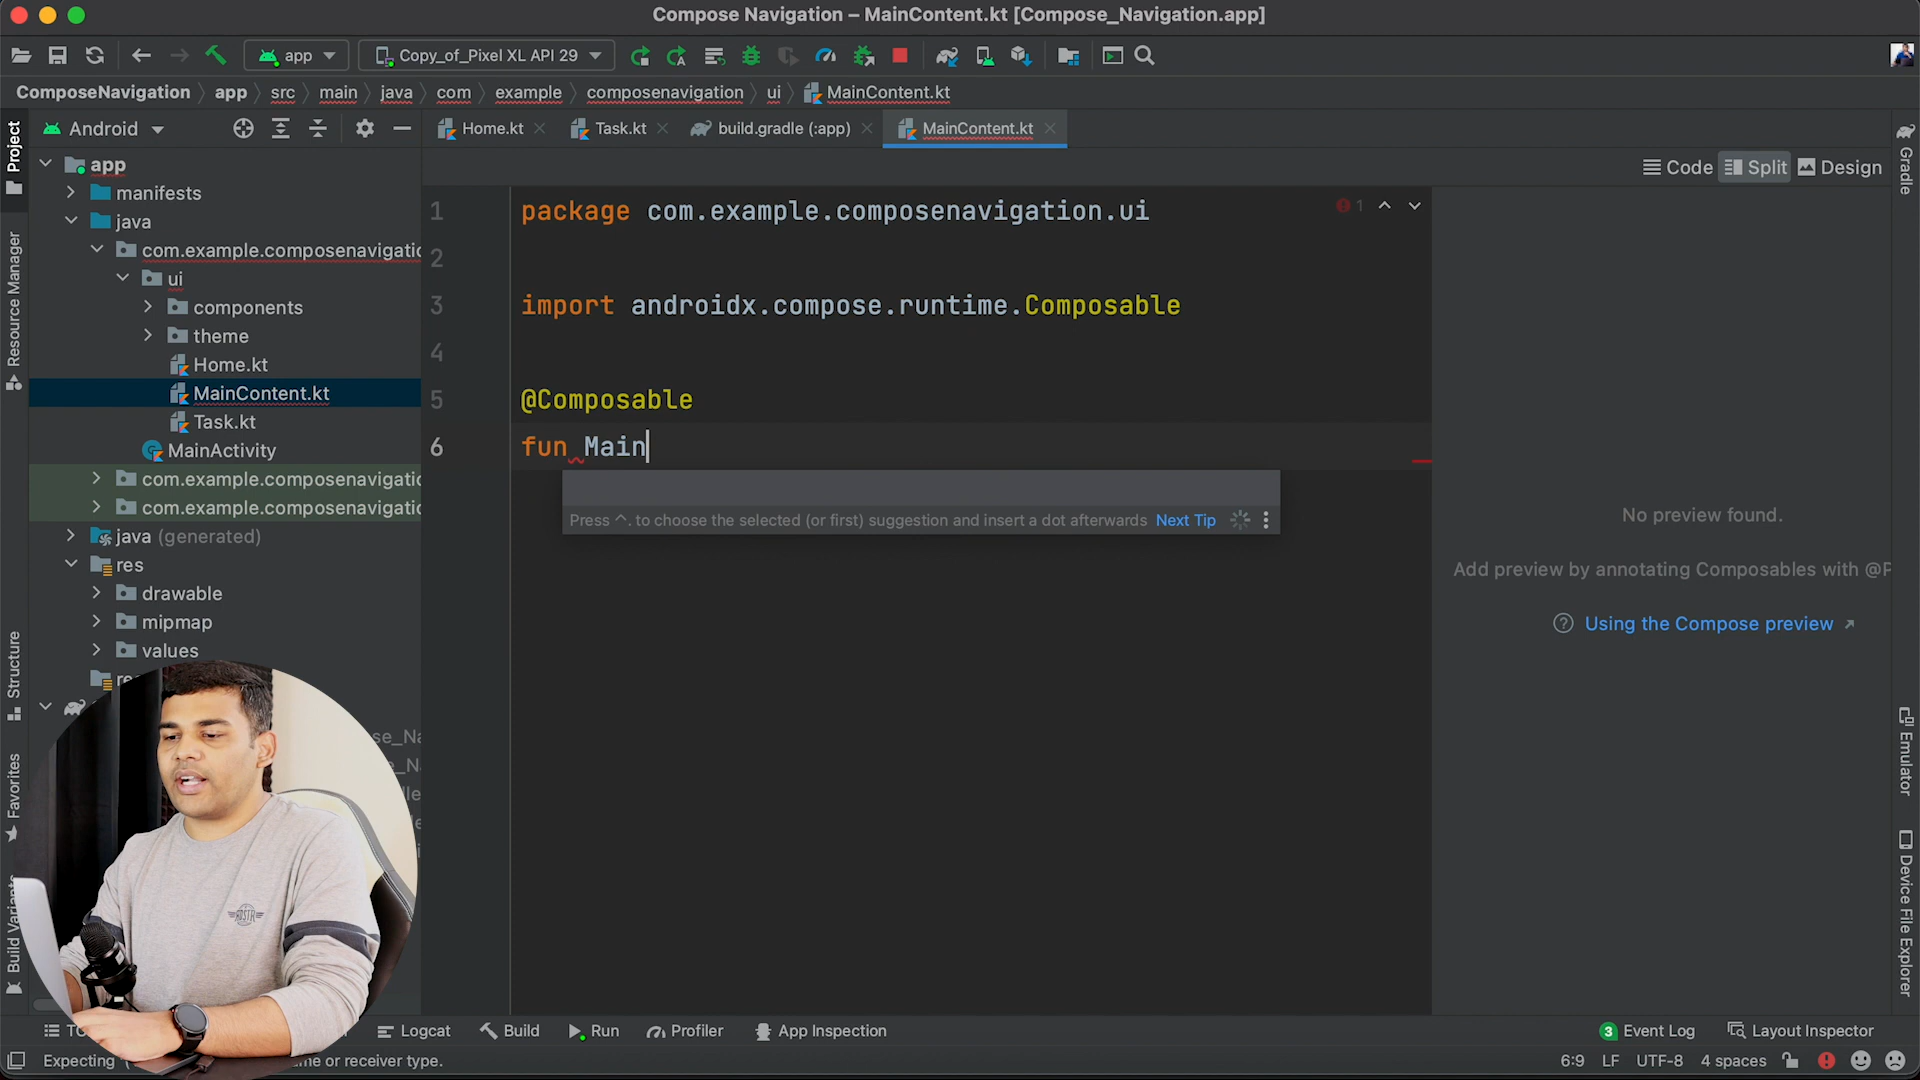 Compose Navigation – MainContent.kt [Compose_Navigation.app]
app
Copy_of_Pixel XL API 29
ComposeNavigation app src main java com example composenavigation ui MainContent.kt
Android
Home.kt
Task.kt
build.gradle (:app)
MainContent.kt
Code
Split
Design
Project
Resource Manager
Structure
Favorites
Build Varian
app
manifests
java
com.example.composenavigatio
ui
components
theme
Home.kt
MainContent.kt
Task.kt
MainActivity
com.example.composenavigatio
com.example.composenavigatio
java (generated)
res
drawable
mipmap
values
1 package com.example.composenavigation.ui
1
2
3 import androidx.compose.runtime.Composable
4
5 @Composable
6 fun Main
Press ^. to choose the selected (or first) suggestion and insert a dot afterwards Next Tip
No preview found.
Add preview by annotating Composables with @P
Using the Compose preview
Gradle
Emulator
Device File Explorer
Logcat
Build
Run
Profiler
App Inspection
3 Event Log
Layout Inspector
Expecting
me or receiver type.
6:9 LF UTF-8 4 spaces